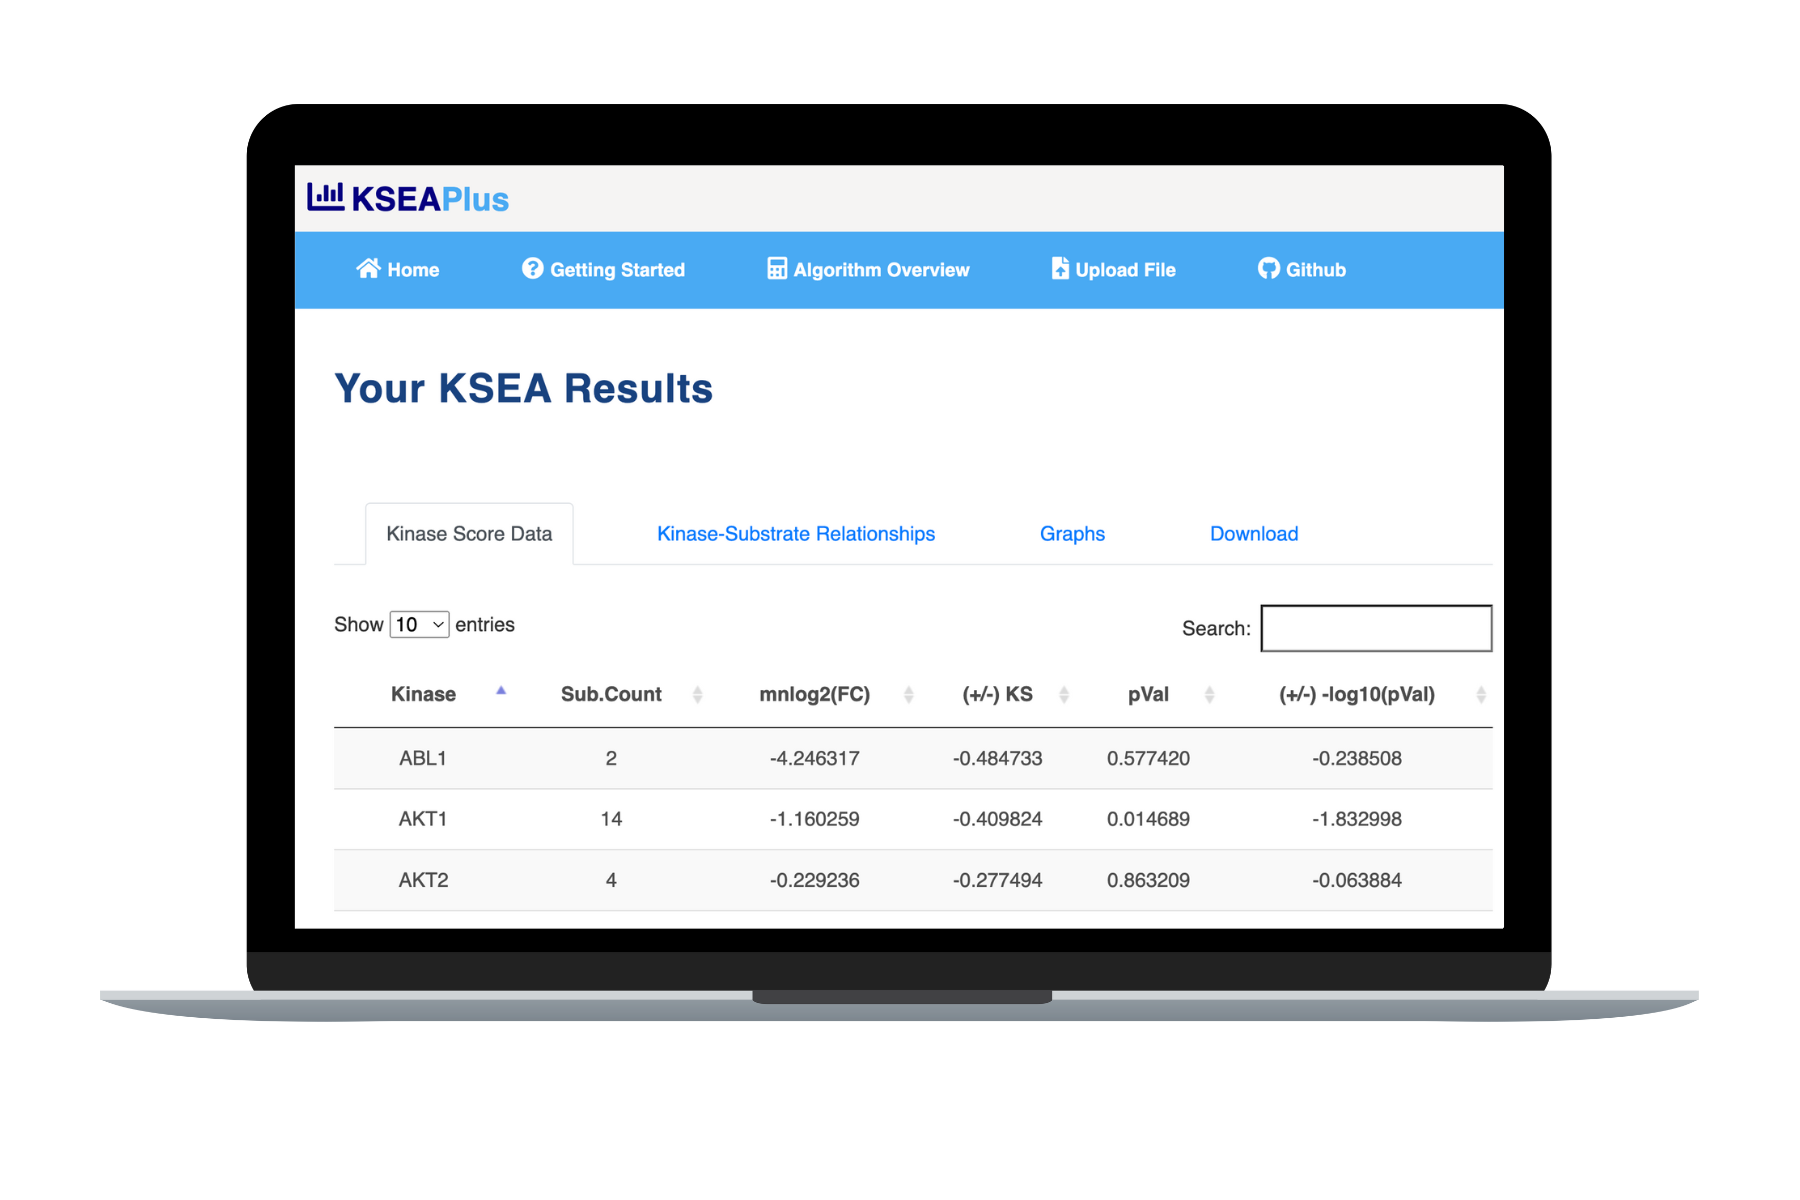 KSEAPlus
Home Getting Started Algorithm Overview Upload File Github
Your KSEA Results
Kinase Score Data Kinase-Substrate Relationships Graphs Download
Show 10 entries Search:
Kinase Sub.Count mnlog2(FC) (+/-) KS pVal (+/-) -log10(pVal)
ABL1 2 -4.246317 -0.484733 0.577420 -0.238508
AKT1 14 -1.160259 -0.409824 0.014689 -1.832998
AKT2 4 -0.229236 -0.277494 0.863209 -0.063884